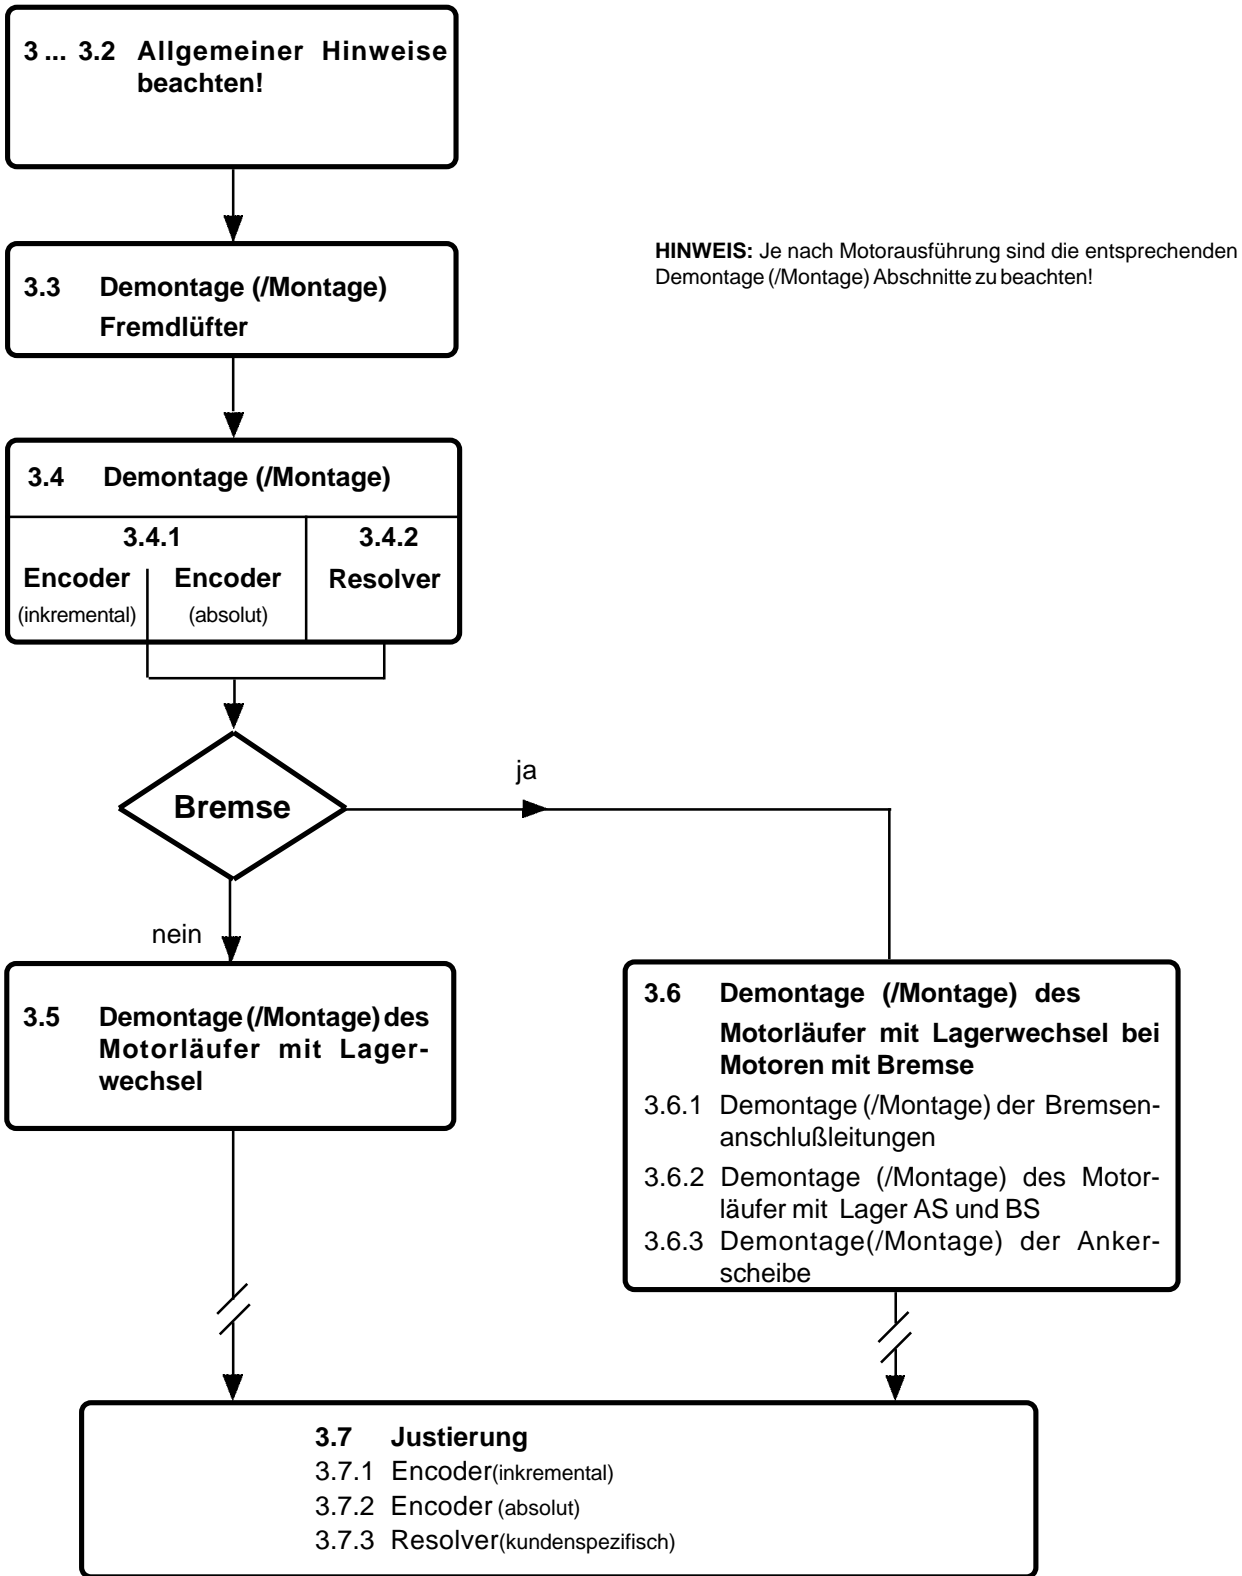 3 ... 3.2 Allgemeiner Hinweise
beachten!
HINWEIS: Je nach Motorausführung sind die entsprechenden
Demontage (/Montage) Abschnitte zu beachten!
3.3 Demontage (/Montage)
Fremdlüfter
3.4 Demontage (/Montage)
3.4.1 3.4.2
Encoder Encoder Resolver
(inkremental) (absolut)
Bremse
ja
nein
3.5 Demontage (/Montage) des
Motorläufer mit Lager-
wechsel
3.6 Demontage (/Montage) des
Motorläufer mit Lagerwechsel bei
Motoren mit Bremse
3.6.1 Demontage (/Montage) der Bremsen-
anschlußleitungen
3.6.2 Demontage (/Montage) des Motor-
läufer mit Lager AS und BS
3.6.3 Demontage(/Montage) der Anker-
scheibe
3.7 Justierung
3.7.1 Encoder(inkremental)
3.7.2 Encoder (absolut)
3.7.3 Resolver(kundenspezifisch)